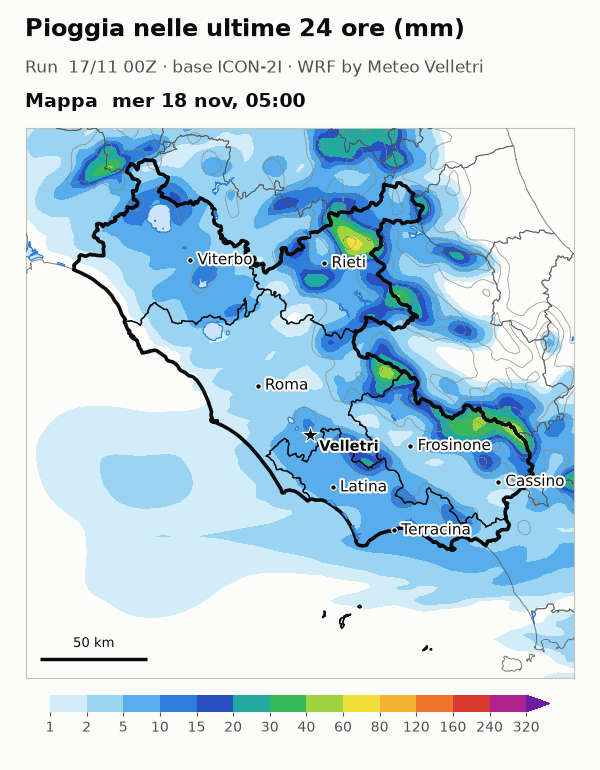 Pioggia nelle ultime 24 ore (mm)
Run 17/11 00Z · base ICON-2I · WRF by Meteo Velletri
Mappa mer 18 nov, 05:00
Viterbo
Rieti
Roma
Velletri
Frosinone
Latina
Cassino
Terracina
50 km
1 2 5 10 15 20 30 40 60 80 120 160 240 320